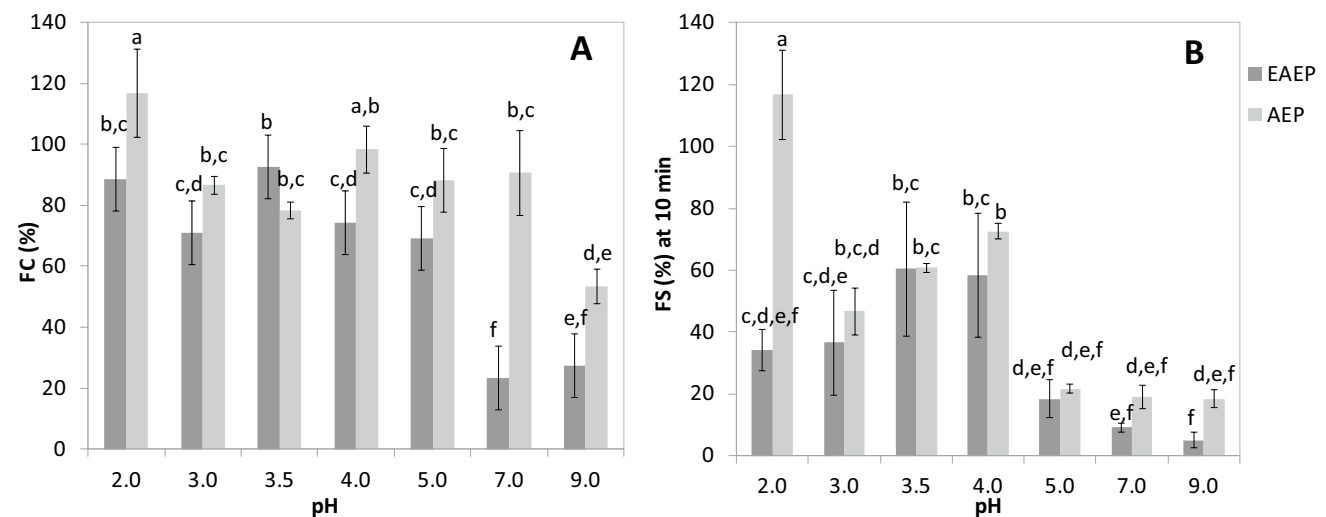 A
FC (%)
140
120
100
80
60
40
20
0
b,c
a
c,d
b,c
b
b,c
c,d
a,b
c,d
b,c
f
b,c
e,f
d,e
2.0
3.0
3.5
4.0
5.0
7.0
9.0
pH
B
FS (%) at 10 min
140
120
100
80
60
40
20
0
c,d,e,f
a
c,d,e
b,c,d
b,c
b,c
b,c
b
d,e,f
d,e,f
e,f
d,e,f
f
d,e,f
2.0
3.0
3.5
4.0
5.0
7.0
9.0
pH
EAEP
AEP